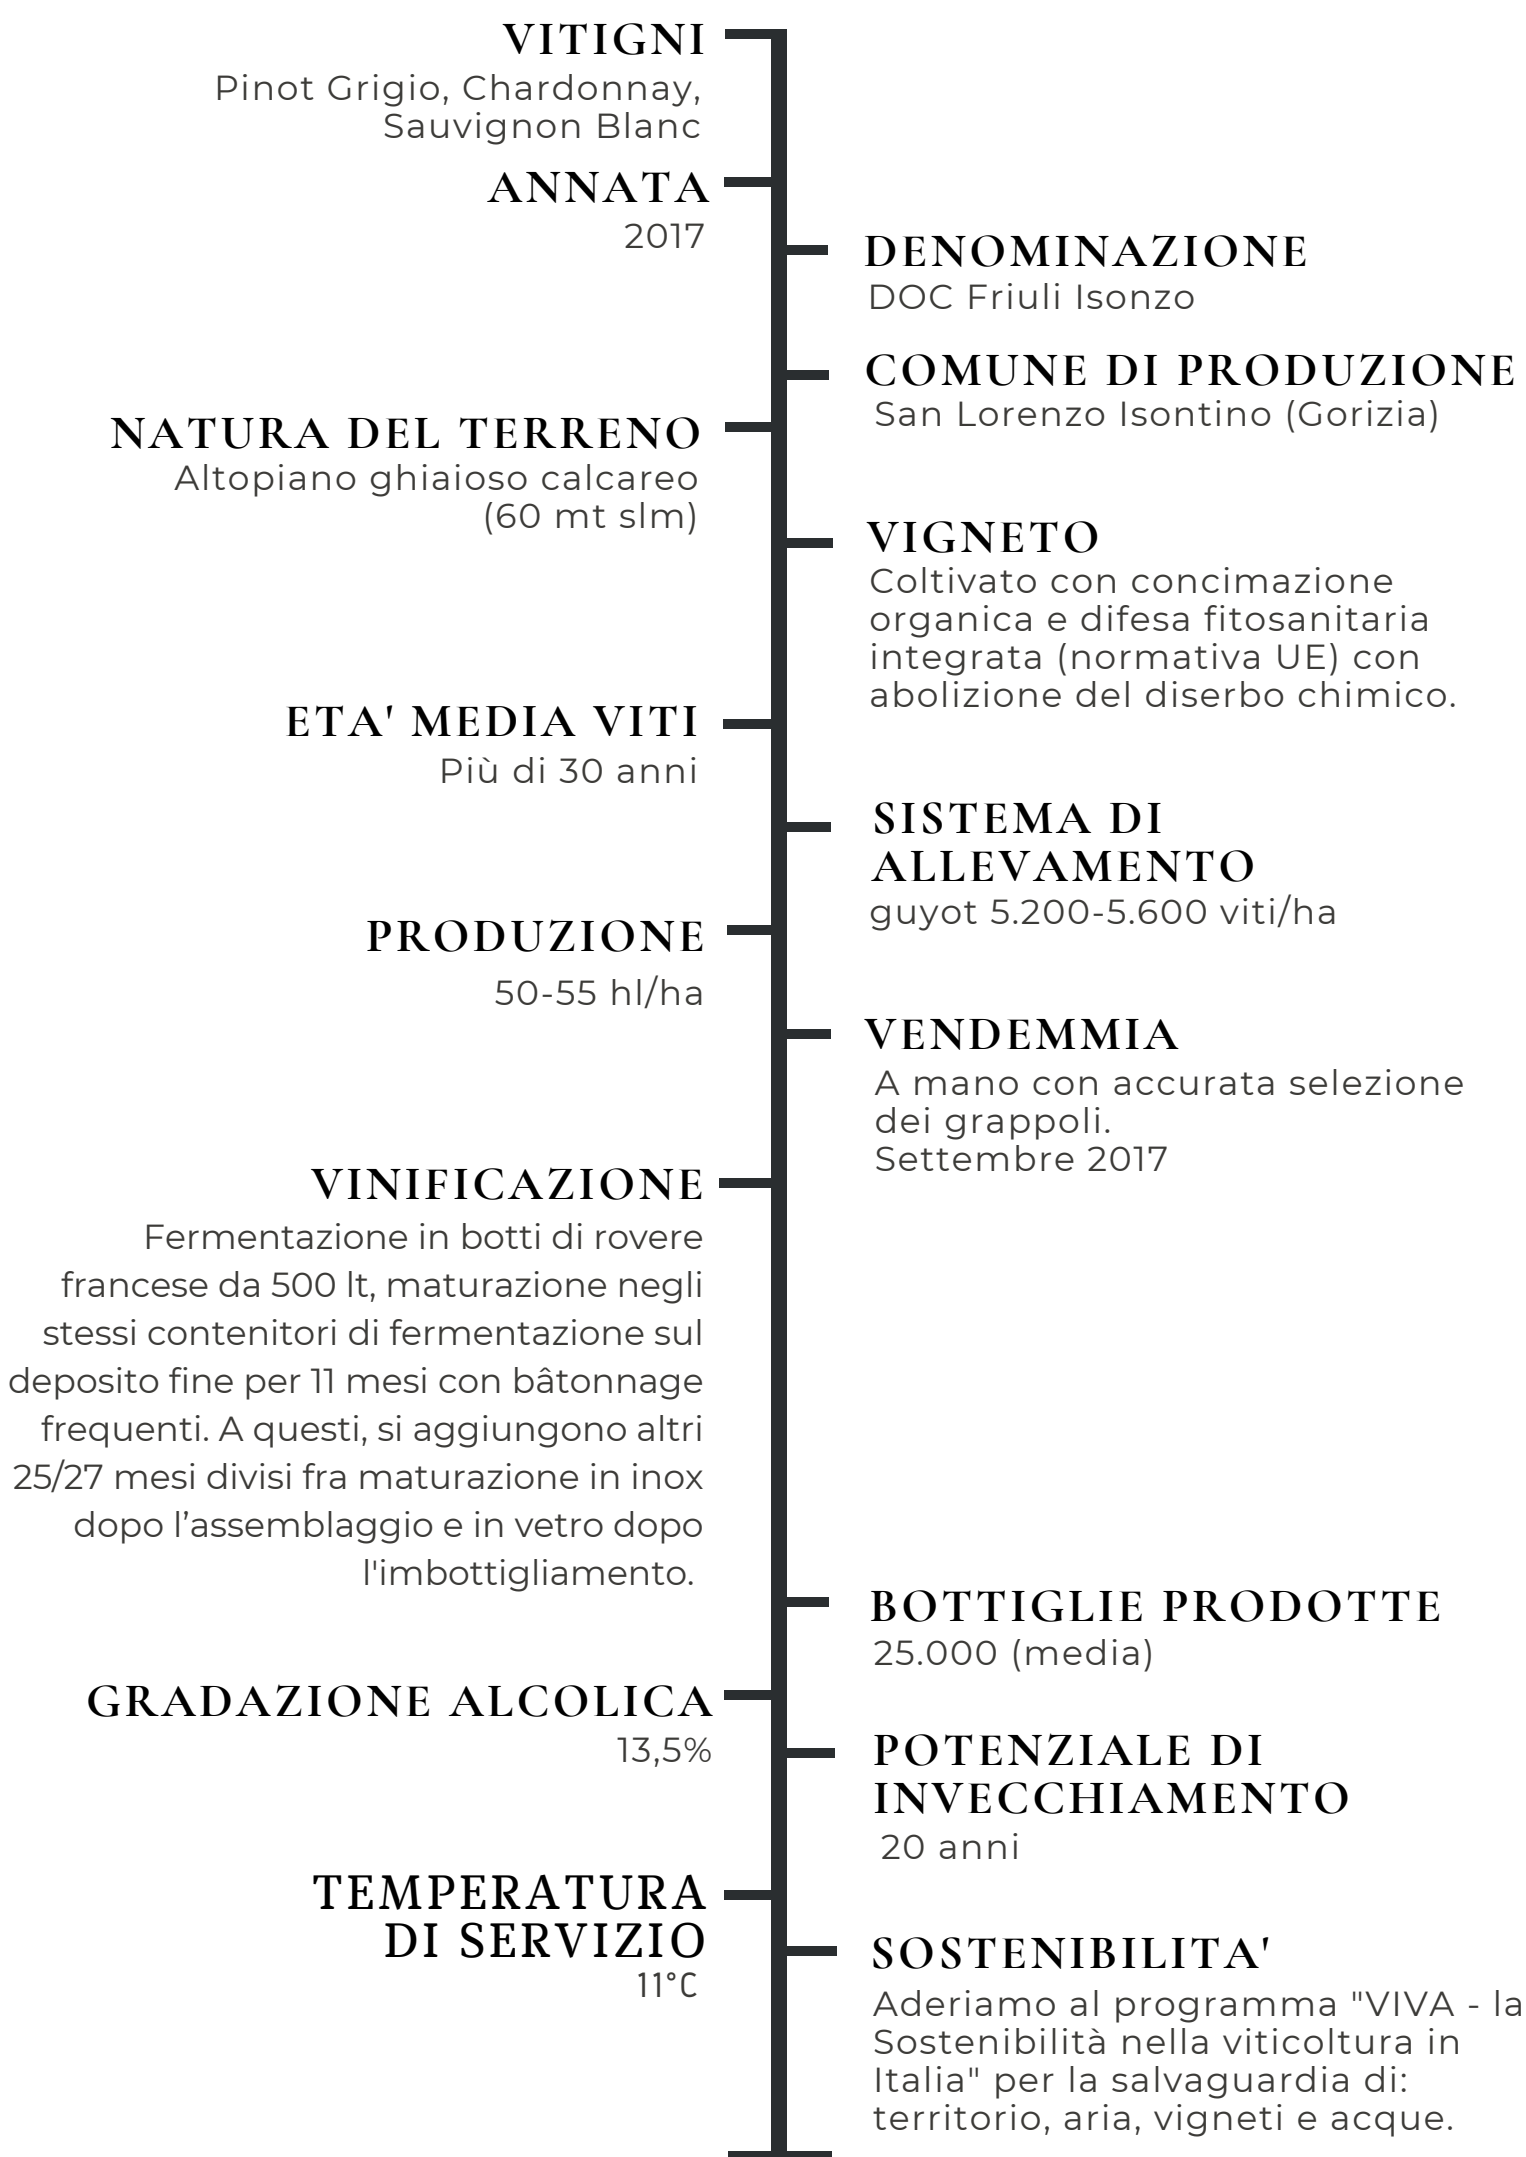 VITIGNI
Pinot Grigio, Chardonnay,
Sauvignon Blanc
ANNATA
2017
DENOMINAZIONE
DOC Friuli Isonzo
COMUNE DI PRODUZIONE
San Lorenzo Isontino (Gorizia)
NATURA DEL TERRENO
Altopiano ghiaioso calcareo
(60 mt slm)
VIGNETO
Coltivato con concimazione
organica e difesa fitosanitaria
integrata (normativa UE) con
abolizione del diserbo chimico.
ETA' MEDIA VITI
Più di 30 anni
SISTEMA DI
ALLEVAMENTO
guyot 5.200-5.600 viti/ha
PRODUZIONE
50-55 hl/ha
VENDEMMIA
A mano con accurata selezione
dei grappoli.
Settembre 2017
VINIFICAZIONE
Fermentazione in botti di rovere
francese da 500 lt, maturazione negli
stessi contenitori di fermentazione sul
deposito fine per 11 mesi con bâtonnage
frequenti. A questi, si aggiungono altri
25/27 mesi divisi fra maturazione in inox
dopo l’assemblaggio e in vetro dopo
l'imbottigliamento.
BOTTIGLIE PRODOTTE
25.000 (media)
GRADAZIONE ALCOLICA
13,5%
POTENZIALE DI
INVECCHIAMENTO
20 anni
TEMPERATURA
DI SERVIZIO
11°C
SOSTENIBILITA'
Aderiamo al programma "VIVA - la
Sostenibilità nella viticoltura in
Italia" per la salvaguardia di:
territorio, aria, vigneti e acque.